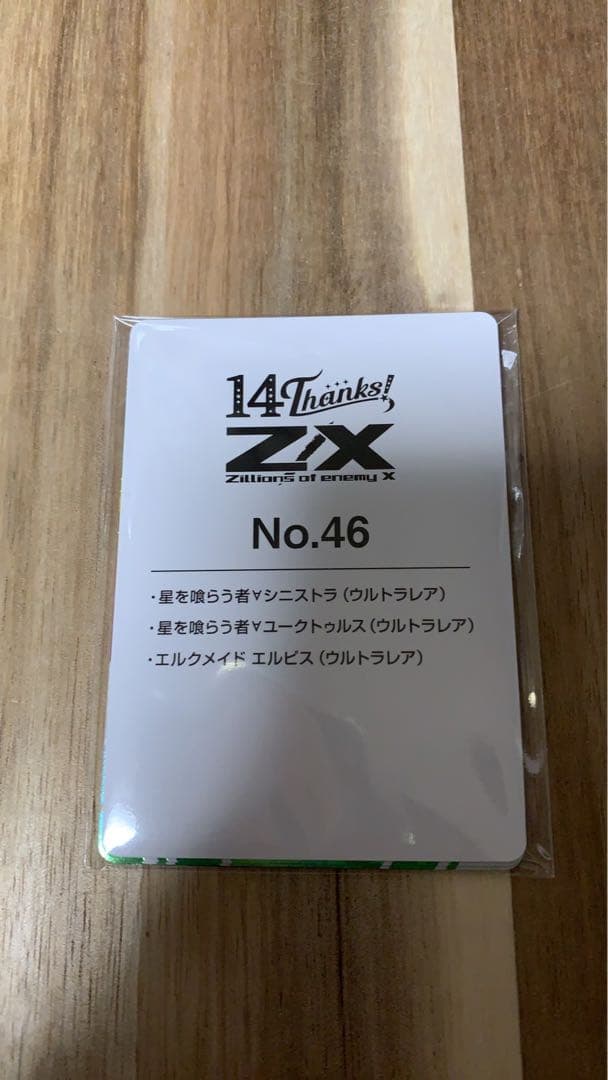 14 Thanks!
Z/X
Zillions of enemy X
No.46
・星を喰らう者∀シニストラ（ウルトラレア）
・星を喰らう者∀ユークトゥルス（ウルトラレア）
・エルクメイド エルピス（ウルトラレア）